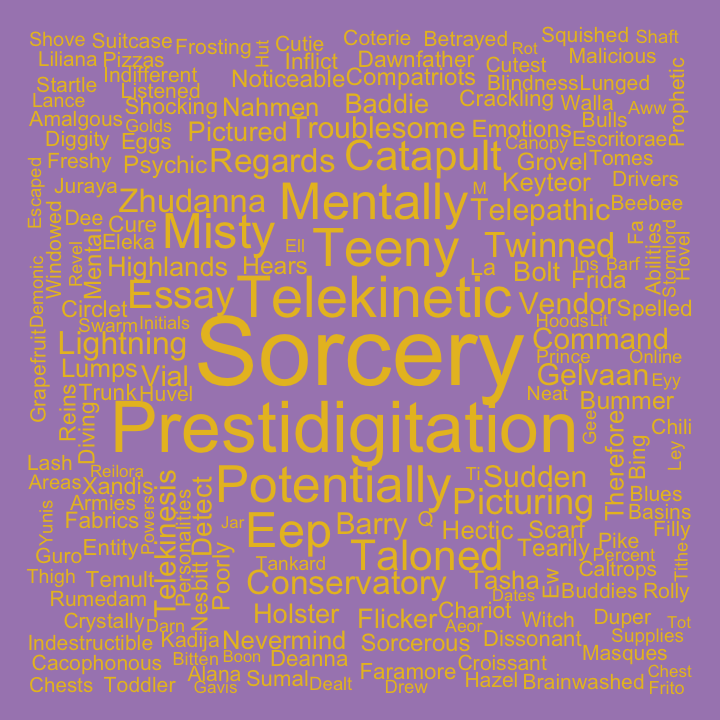 Shove Suitcase Frosting Hut Cutie Coterie Betrayed Rot Squished Shaft
Liliana Pizzas Indifferent Inflict Dawnfather Cutest Malicious
Startle Listened Noticeable Compatriots Blindness Lunged Prophetic
Lance Shocking Nahmen Baddie Crackling Walla Aww
Amalgous Golds Pictured Troublesome Emotions Bulls
Diggity Eggs Regards Catapult Canopy Escritorae
Freshy Psychic Grovel Tomes
Escaped Juraya Zhudanna Mentally M Keyteor Drivers
Windowed Dee Cure Misty Telepathic Beebee
Revel Mental Eleka Ell Teeny Twinned Fa Abilities Stormlord Hovel
Highlands Hears La Bolt Ins Barf Frida
Demonic Circlet Essay Telekinetic Vendors Spelled
Swarm Initials Sorcery Hoods Lit
Lightning Command
Grapefruit Lumps Vial Prince Online
Reins Trunk Huvel Gelvaan Eyy
Diving Prestidigitation Neat Bummer
Gee Therefore Bing Chili Ley
Lash Reilora Potentially Ti Sudden
Areas Xandis Telekinesis Personalities Detect Picturing Blues
Yunis Armies Powers Jar Eep Barry Q Hectic Scarf Basins
Fabrics Filly
Guro Entity Nesbitt Poorly Taloned Tearily Pike Percent Tithe
Thigh Temult Tankard Conservatory Tasha Ew Caltrops
Rumedam Dates Buddies Rolly
Crystally Darn Holster Flicker Chariot Aeor Witch Duper Tot
Indestructible Kadija Nevermind Sorcerous Dissonant Supplies
Cacophonous Bitten Boon Deanna Croissant Masques
Chests Toddler Alana Gavis Sumal Dealt Faramore Drew Hazel Brainwashed Chest Frito